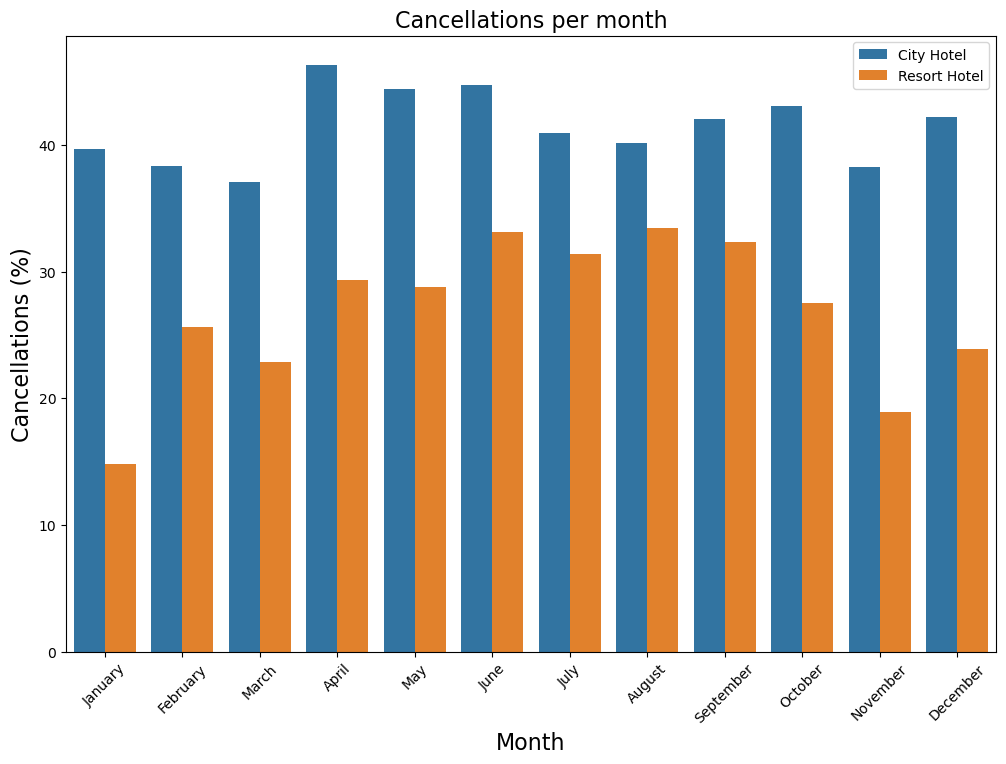 Cancellations per month
City Hotel
Resort Hotel
Cancellations (%)
40
30
20
10
0
January
February
March
April
May
June
July
August
September
October
November
December
Month